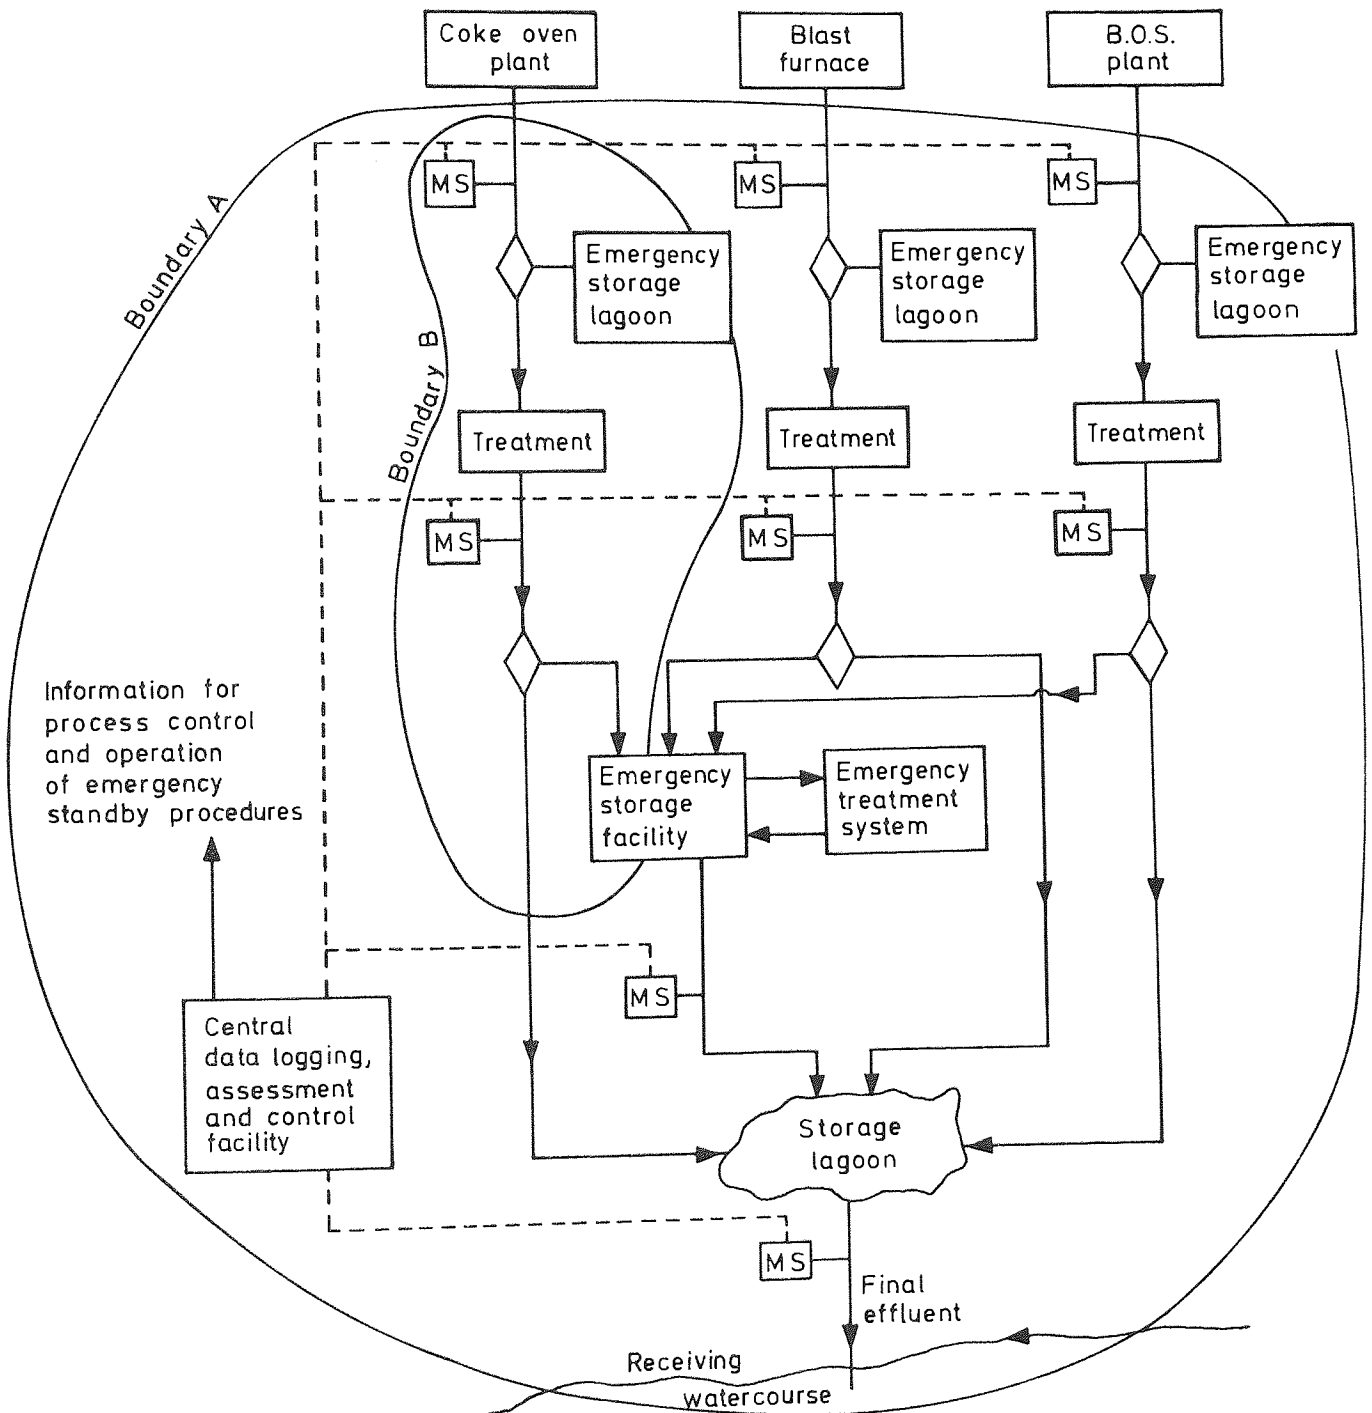 Coke oven
plant
Blast
furnace
B.O.S.
plant
Boundary A
MS
MS
MS
Emergency
storage
lagoon
Emergency
storage
lagoon
Emergency
storage
lagoon
Boundary B
Treatment
Treatment
Treatment
MS
MS
MS
Information for
process control
and operation
of emergency
standby procedures
Emergency
storage
facility
Emergency
treatment
system
MS
Central
data logging,
assessment
and control
facility
Storage
lagoon
MS
Final
effluent
Receiving
watercourse